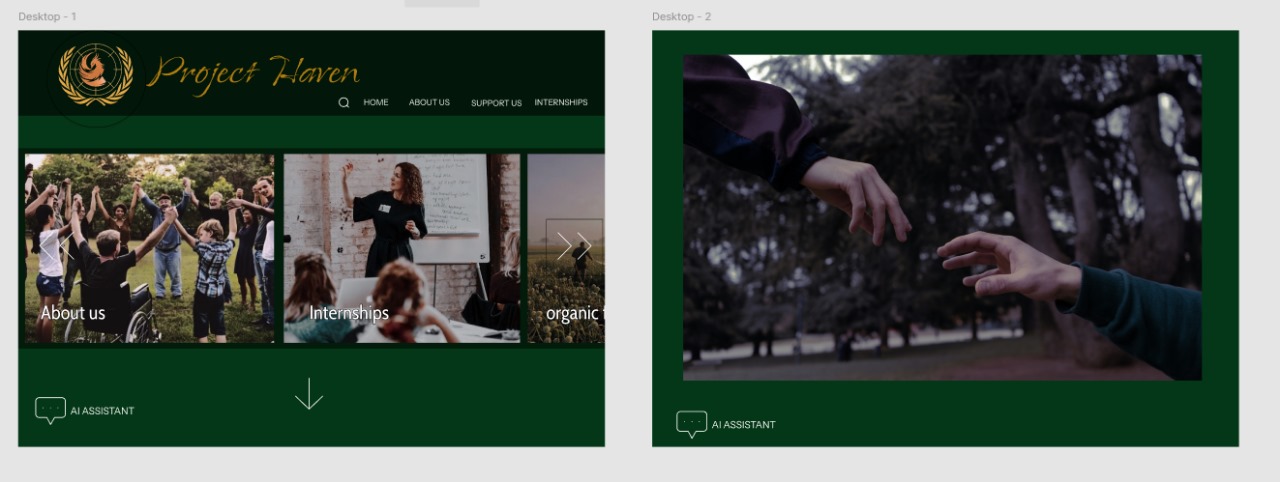 Desktop - 1
Project Haven
HOME ABOUT US SUPPORT US INTERNSHIPS
About us
Internships
organic
AI ASSISTANT
Desktop - 2
AI ASSISTANT